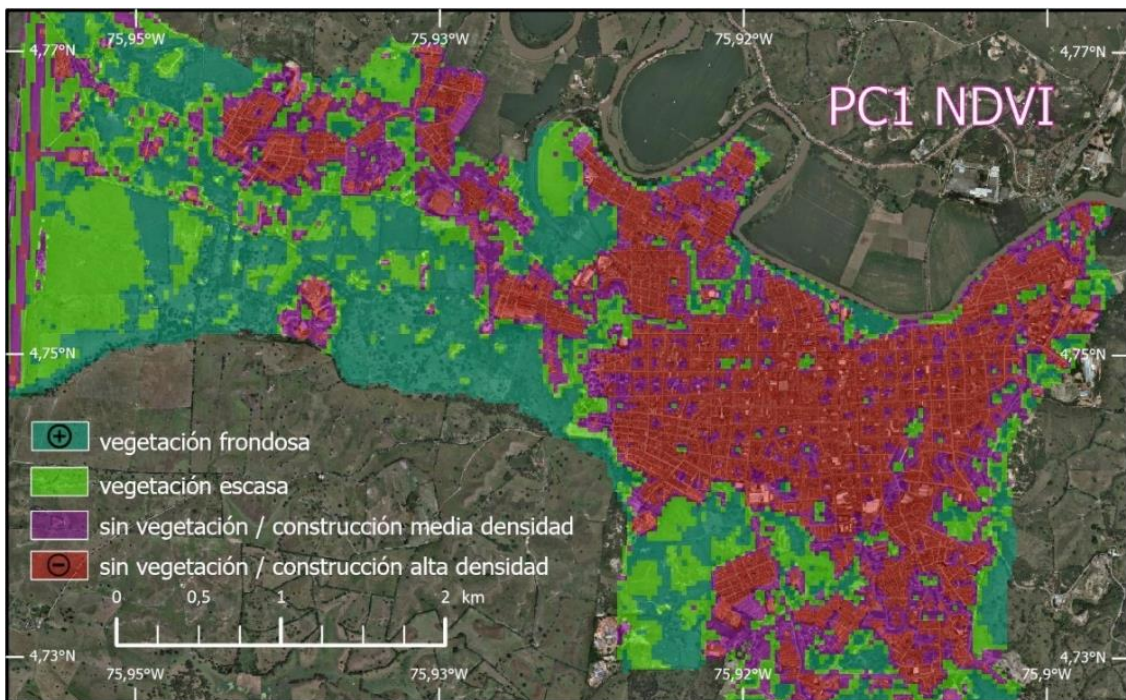 75,95°W 75,93°W 75,92°W
4,77°N 4,77°N
PC1 NDVI
4,75°N 4,75°N
+ vegetación frondosa
vegetación escasa
sin vegetación / construcción media densidad
− sin vegetación / construcción alta densidad
0 0,5 1 2 km
4,73°N 4,73°N
75,95°W 75,93°W 75,92°W 75,9°W